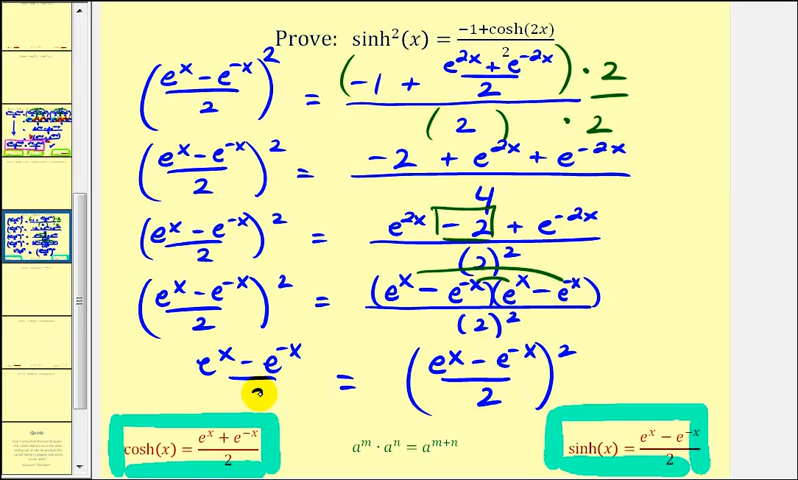 Prove: sinh²(x) = (-1+cosh(2x))/2
((eˣ - e⁻ˣ)/2)² = (-1 + (e²ˣ + e⁻²ˣ)/2) · 2 / (2) · 2
((eˣ - e⁻ˣ)/2)² = (-2 + e²ˣ + e⁻²ˣ)/4
((eˣ - e⁻ˣ)/2)² = (e²ˣ - 2 + e⁻²ˣ)/(2)²
((eˣ - e⁻ˣ)/2)² = (eˣ - e⁻ˣ)(eˣ - e⁻ˣ)/(2)²
eˣ - e⁻ˣ = ((eˣ - e⁻ˣ)/2)²
cosh(x) = (eˣ + e⁻ˣ)/2
aᵐ · aⁿ = aᵐ⁺ⁿ
sinh(x) = (eˣ - e⁻ˣ)/2